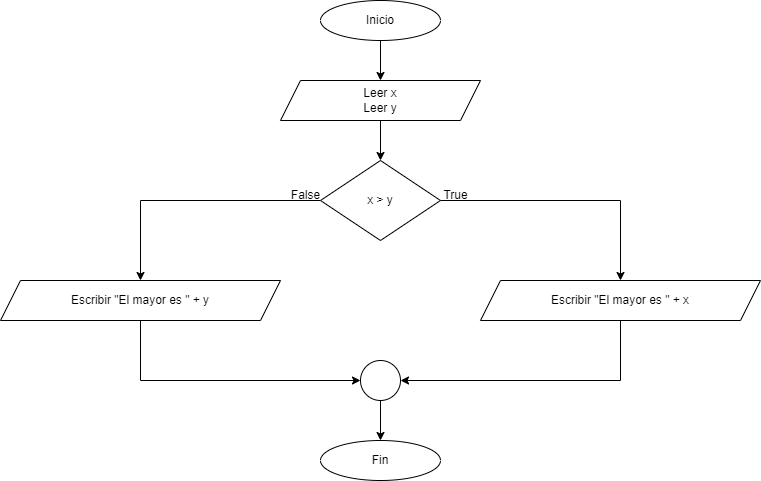 Inicio
Leer x
Leer y
x > y
False
True
Escribir "El mayor es " + y
Escribir "El mayor es " + x
Fin